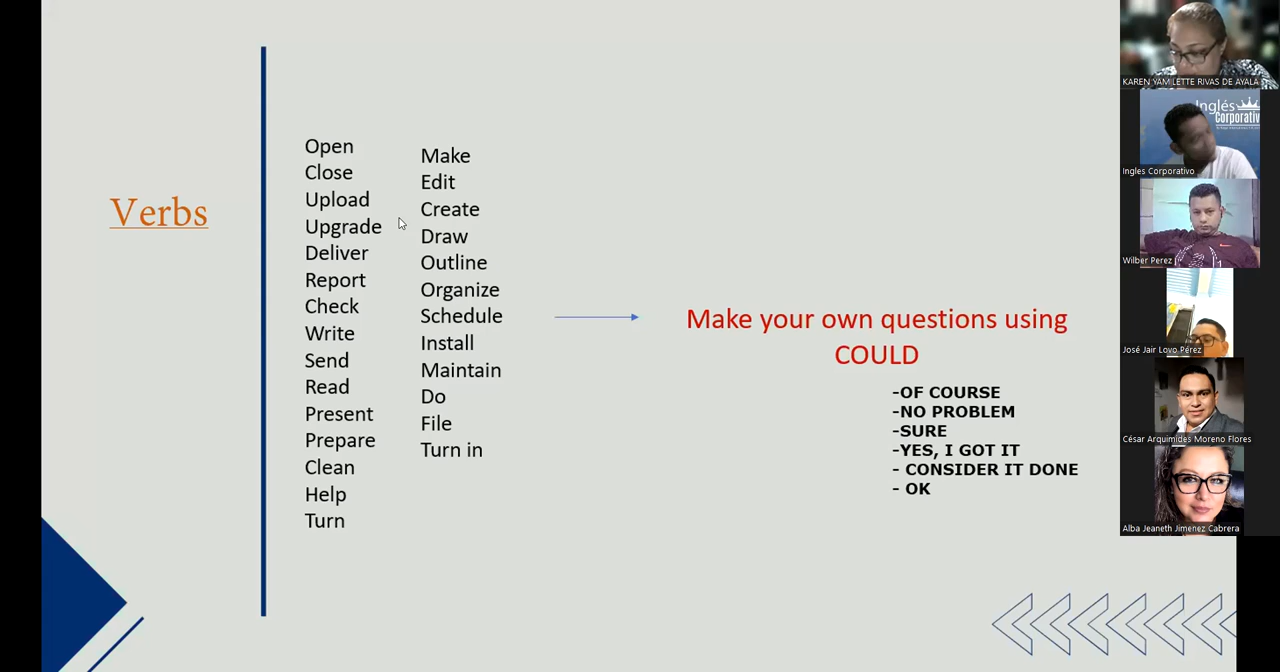 Verbs
Open
Close
Upload
Upgrade
Deliver
Report
Check
Write
Send
Read
Present
Prepare
Clean
Help
Turn
Make
Edit
Create
Draw
Outline
Organize
Schedule
Install
Maintain
Do
File
Turn in
Make your own questions using
COULD
-OF COURSE
-NO PROBLEM
-SURE
-YES, I GOT IT
- CONSIDER IT DONE
- OK
KAREN YAMILETTE RIVAS DE AYALA
Inglés
Corporativ
Ingles Corporativo
Wilber Perez
José Jair Lovo Pérez
César Arquimides Moreno Flores
Alba Jeaneth Jimenez Cabrera